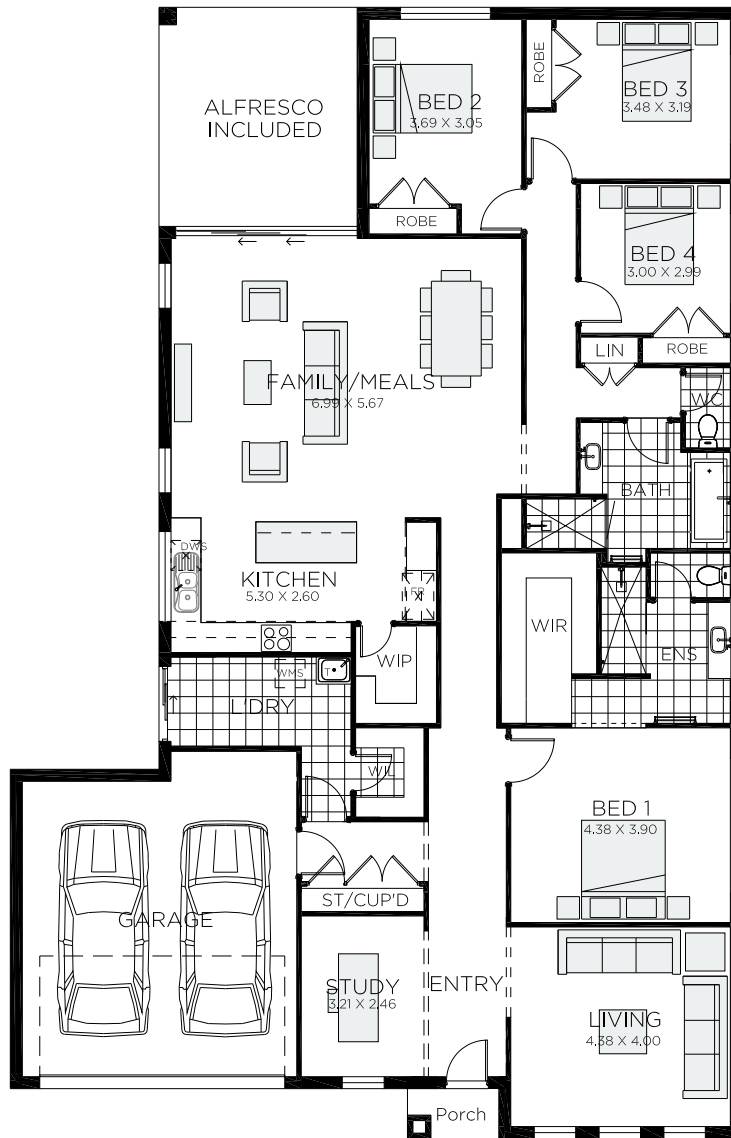 ALFRESCO
INCLUDED
BED 2
3.69 X 3.05
ROBE
ROBE
BED 3
3.48 X 3.19
BED 4
3.00 X 2.99
LIN
ROBE
WC
FAMILY/MEALS
6.99 X 5.67
BATH
DWS
KITCHEN
5.30 X 2.60
FR
WIP
WIR
ENS
WMS
T
L'DRY
WIL
BED 1
4.38 X 3.90
ST/CUP'D
GARAGE
STUDY
3.21 X 2.46
ENTRY
LIVING
4.38 X 4.00
Porch